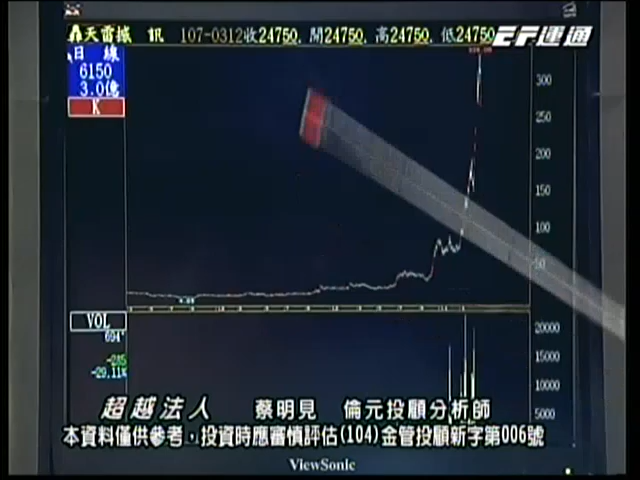 天雷撼 訊 107-0312收24750, 開24750, 高24750, 低24750
EF連通
日線
6150
3.0億
K
300
250
200
150
100
50
VOL
20000
15000
10000
5000
-29.11%
超越法人 蔡明見 倫元投顧分析師
本資料僅供參考，投資時應審慎評估(104)金管投顧新字第006號
ViewSonic